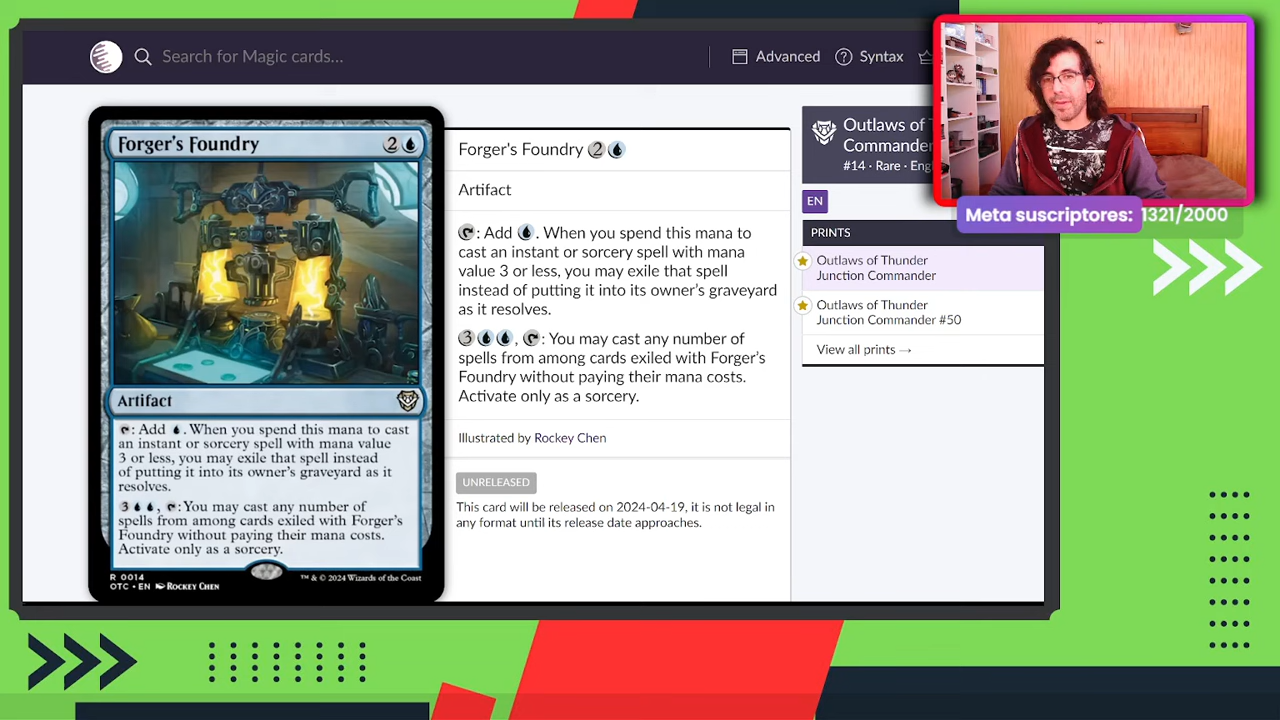 Search for Magic cards...
Advanced
Syntax
Forger's Foundry 2
Artifact
: Add . When you spend this mana to cast
an instant or sorcery spell with mana value
3 or less, you may exile that spell instead
of putting it into its owner's graveyard as it
resolves.
3 , : You may cast any number of
spells from among cards exiled with Forger's
Foundry without paying their mana costs.
Activate only as a sorcery.
R 0014
OTC • EN ROCKEY CHEN
™ & © 2024 Wizards of the Coast
Forger's Foundry 2
Artifact
: Add . When you spend this mana to
cast an instant or sorcery spell with mana
value 3 or less, you may exile that spell
instead of putting it into its owner's graveyard
as it resolves.
3 , : You may cast any number of
spells from among cards exiled with Forger's
Foundry without paying their mana costs.
Activate only as a sorcery.
Illustrated by Rockey Chen
UNRELEASED
This card will be released on 2024-04-19, it is not legal in
any format until its release date approaches.
Outlaws of
Commander
#14 · Rare ·
EN
PRINTS
Outlaws of Thunder
Junction Commander
Outlaws of Thunder
Junction Commander #50
View all prints →
Meta suscriptores: 1321/2000